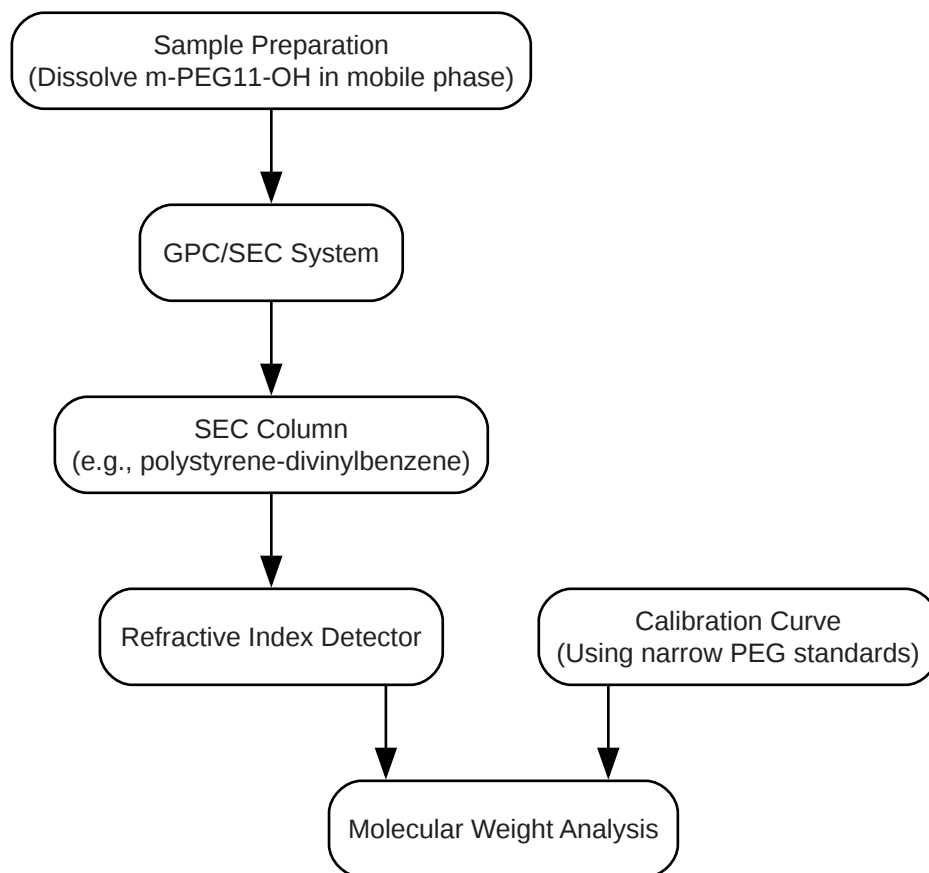 Sample Preparation
(Dissolve m-PEG11-OH in mobile phase)
GPC/SEC System
SEC Column
(e.g., polystyrene-divinylbenzene)
Refractive Index Detector
Calibration Curve
(Using narrow PEG standards)
Molecular Weight Analysis